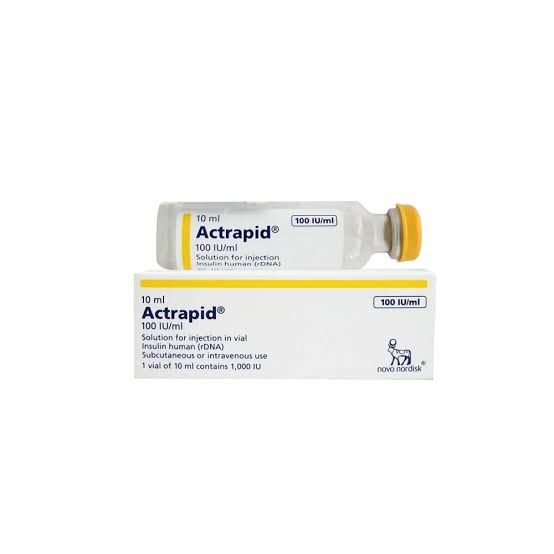 10 ml
100 IU/ml
Actrapid®
100 IU/ml
Solution for injection
Insulin human (rDNA)
10 ml
100 IU/ml
Actrapid®
100 IU/ml
Solution for injection in vial
Insulin human (rDNA)
Subcutaneous or intravenous use
1 vial of 10 ml contains 1,000 IU
novo nordisk®